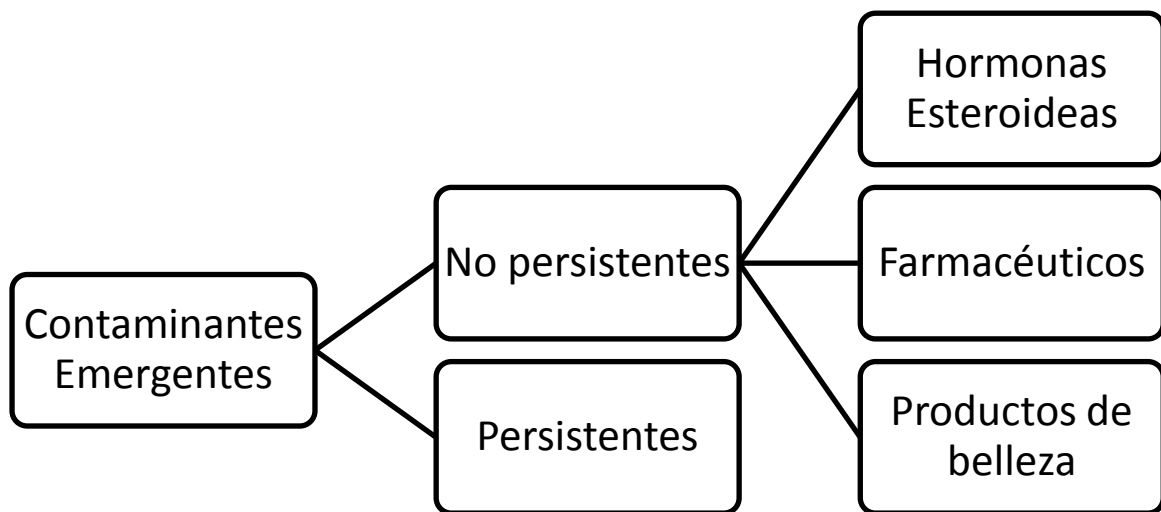 Contaminantes
Emergentes
No persistentes
Persistentes
Hormonas
Esteroideas
Farmacéuticos
Productos de
belleza